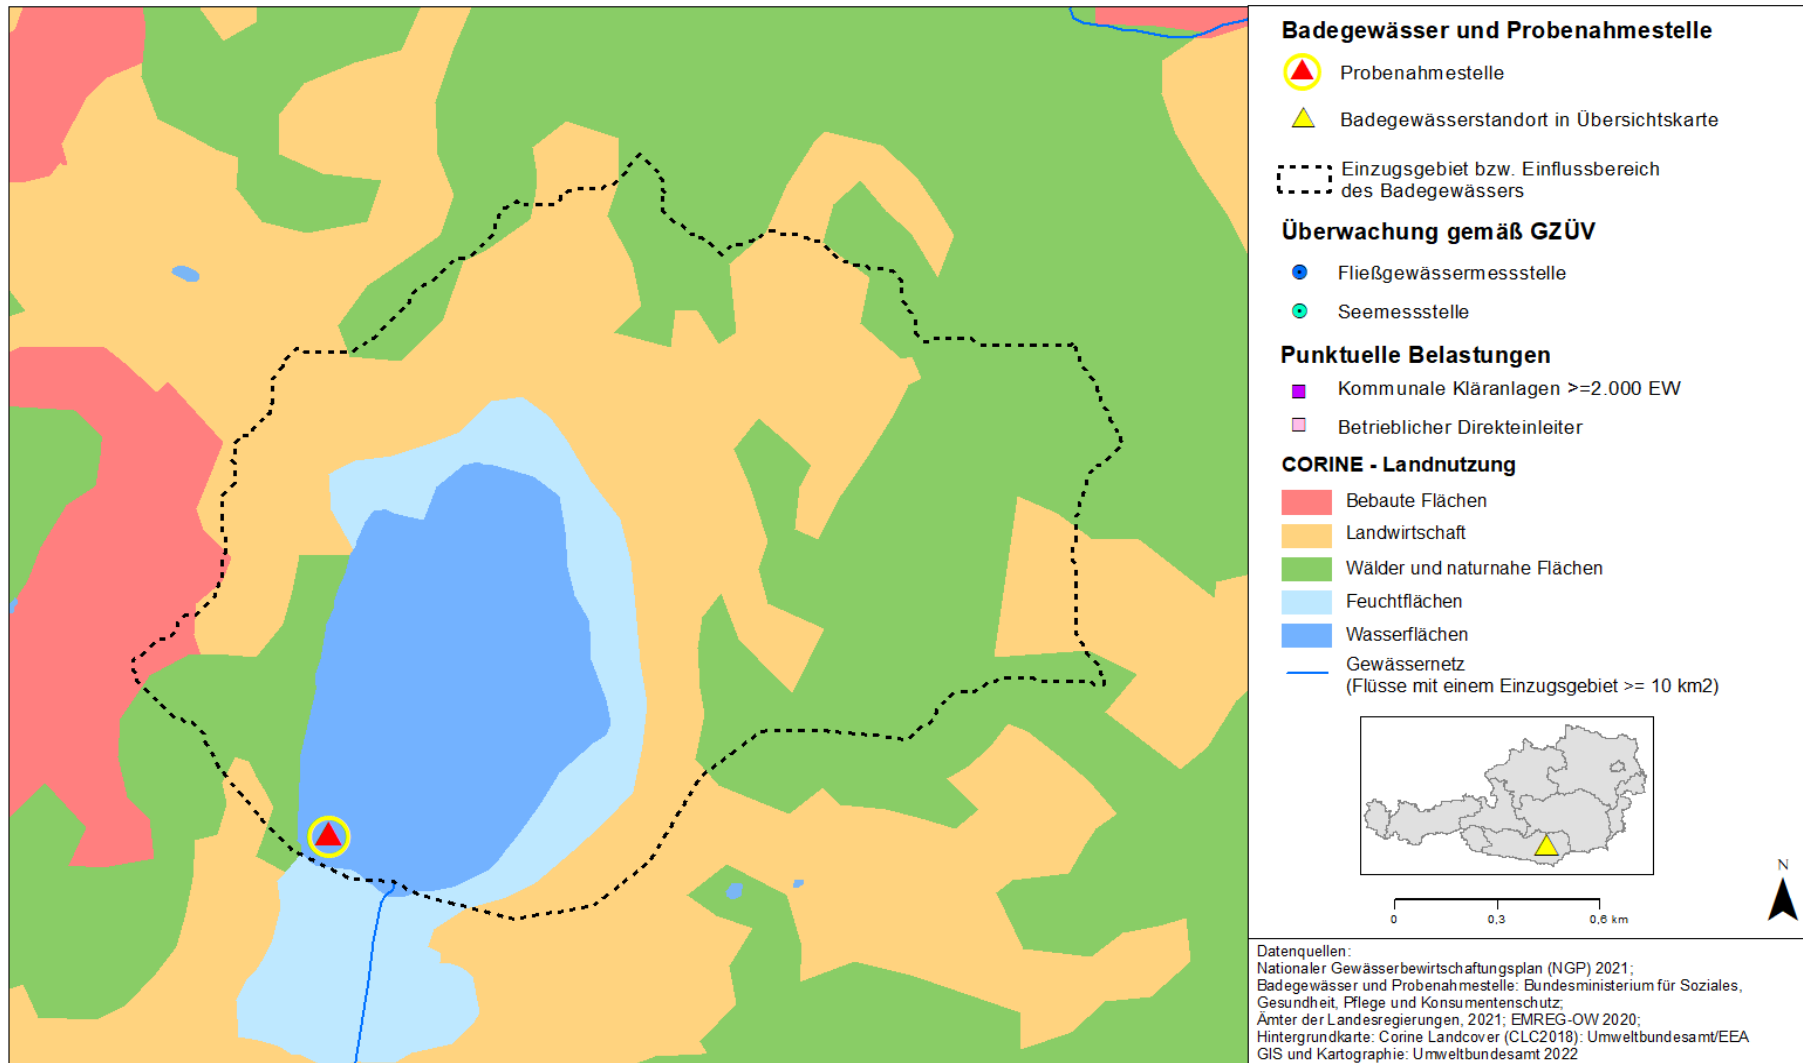 Badegewässer und Probenahmestelle
Probenahmestelle
Badegewässerstandort in Übersichtskarte
Einzugsgebiet bzw. Einflussbereich
des Badegewässers
Überwachung gemäß GZÜV
Fließgewässermessstelle
Seemessstelle
Punktuelle Belastungen
Kommunale Kläranlagen >=2.000 EW
Betrieblicher Direkteinleiter
CORINE - Landnutzung
Bebaute Flächen
Landwirtschaft
Wälder und naturnahe Flächen
Feuchtflächen
Wasserflächen
Gewässernetz
(Flüsse mit einem Einzugsgebiet >= 10 km2)
N
0 0,3 0,6 km
Datenquellen:
Nationaler Gewässerbewirtschaftungsplan (NGP) 2021;
Badegewässer und Probenahmestelle: Bundesministerium für Soziales,
Gesundheit, Pflege und Konsumentenschutz;
Ämter der Landesregierungen, 2021; EMREG-OW 2020;
Hintergrundkarte: Corine Landcover (CLC2018): Umweltbundesamt/EEA
GIS und Kartographie: Umweltbundesamt 2022